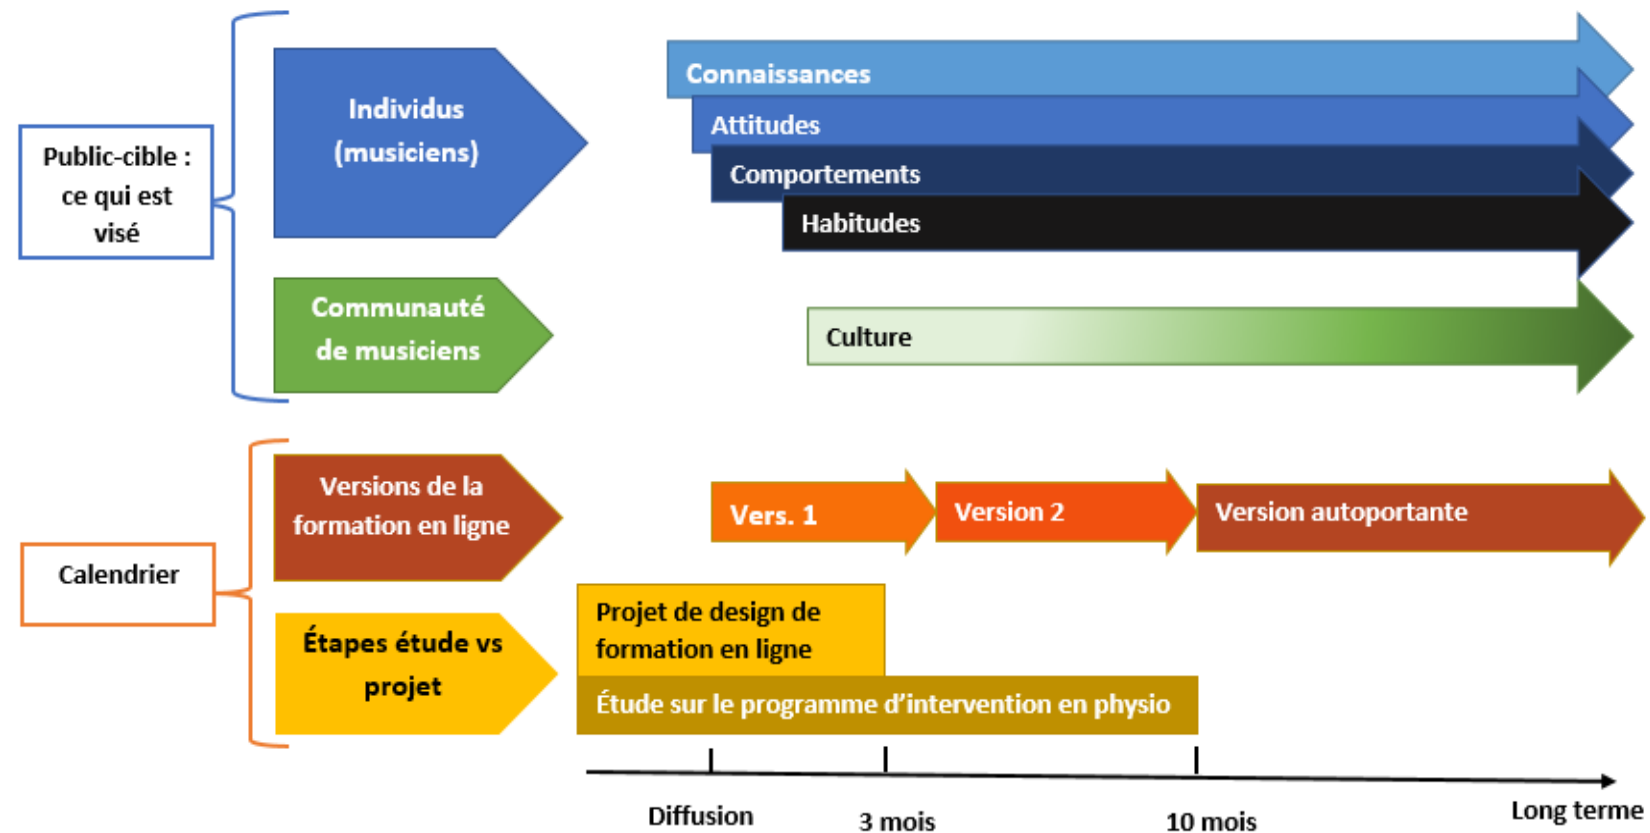 Public-cible :
ce qui est
visé
Individus
(musiciens)
Connaissances
Attitudes
Comportements
Habitudes
Communauté
de musiciens
Culture
Calendrier
Versions de la
formation en ligne
Vers. 1
Version 2
Version autoportante
Étapes étude vs
projet
Projet de design de
formation en ligne
Étude sur le programme d’intervention en physio
Diffusion
3 mois
10 mois
Long terme